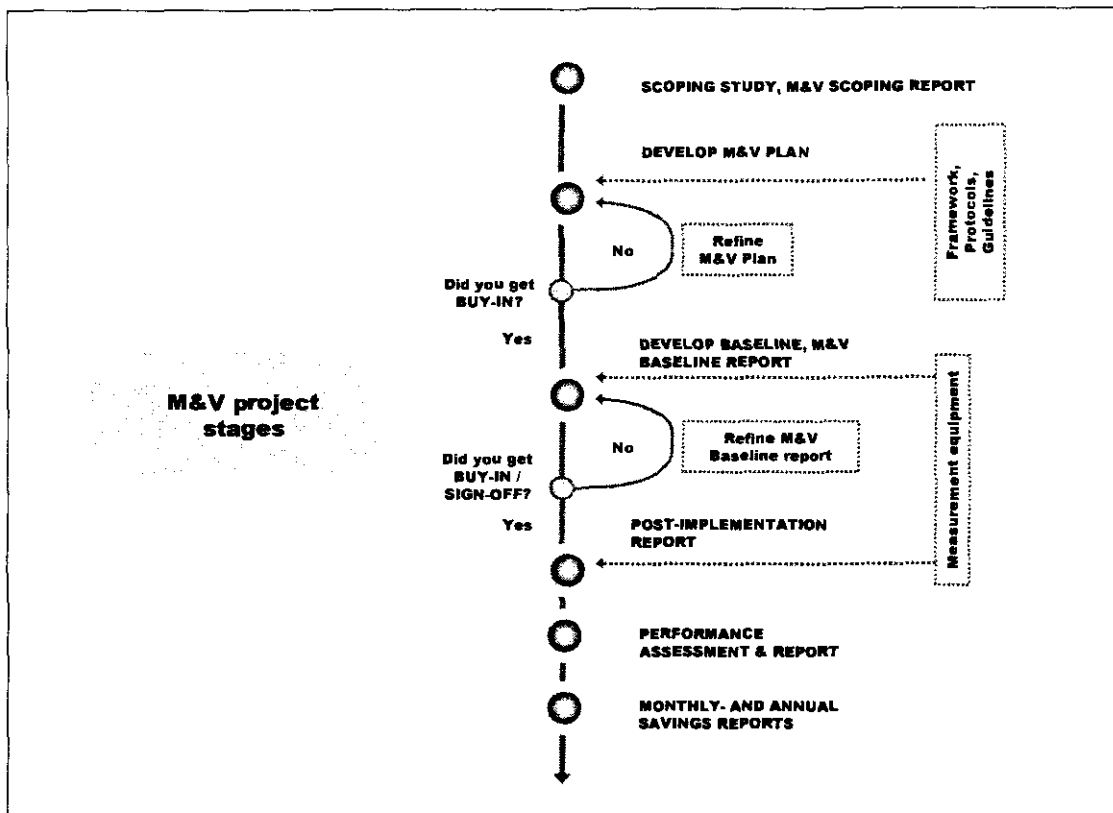 SCOPING STUDY, M&V SCOPING REPORT
DEVELOP M&V PLAN
Framework,
Protocols,
Guidelines
No
Refine
M&V Plan
Did you get
BUY-IN?
Yes
DEVELOP BASELINE, M&V
BASELINE REPORT
M&V project
stages
No
Refine M&V
Baseline report
Measurement equipment
Did you get
BUY-IN /
SIGN-OFF?
Yes
POST-IMPLEMENTATION
REPORT
PERFORMANCE
ASSESSMENT & REPORT
MONTHLY- AND ANNUAL
SAVINGS REPORTS